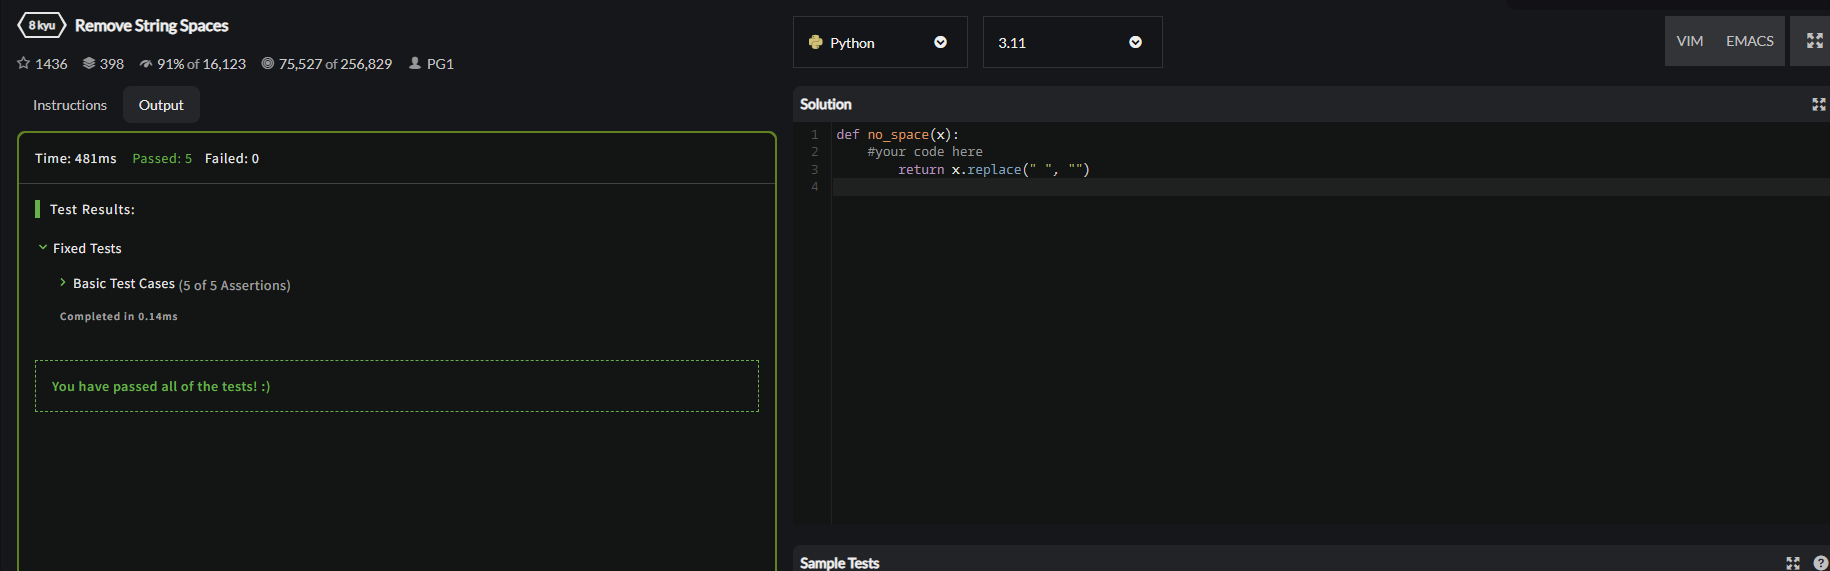 8 kyu Remove String Spaces
1436 398 91% of 16,123 75,527 of 256,829 PG1
Instructions Output
Time: 481ms Passed: 5 Failed: 0
Test Results:
Fixed Tests
Basic Test Cases (5 of 5 Assertions)
Completed in 0.14ms
You have passed all of the tests! :)
Python 3.11 VIM EMACS
Solution
1 def no_space(x):
2     #your code here
3         return x.replace(" ", "")
4
Sample Tests ?